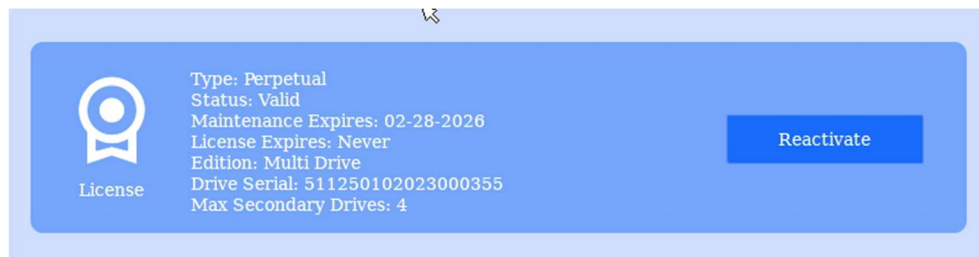 Type: Perpetual
Status: Valid
Maintenance Expires: 02-28-2026
License Expires: Never
Edition: Multi Drive
Drive Serial: 511250102023000355
Max Secondary Drives: 4
License
Reactivate